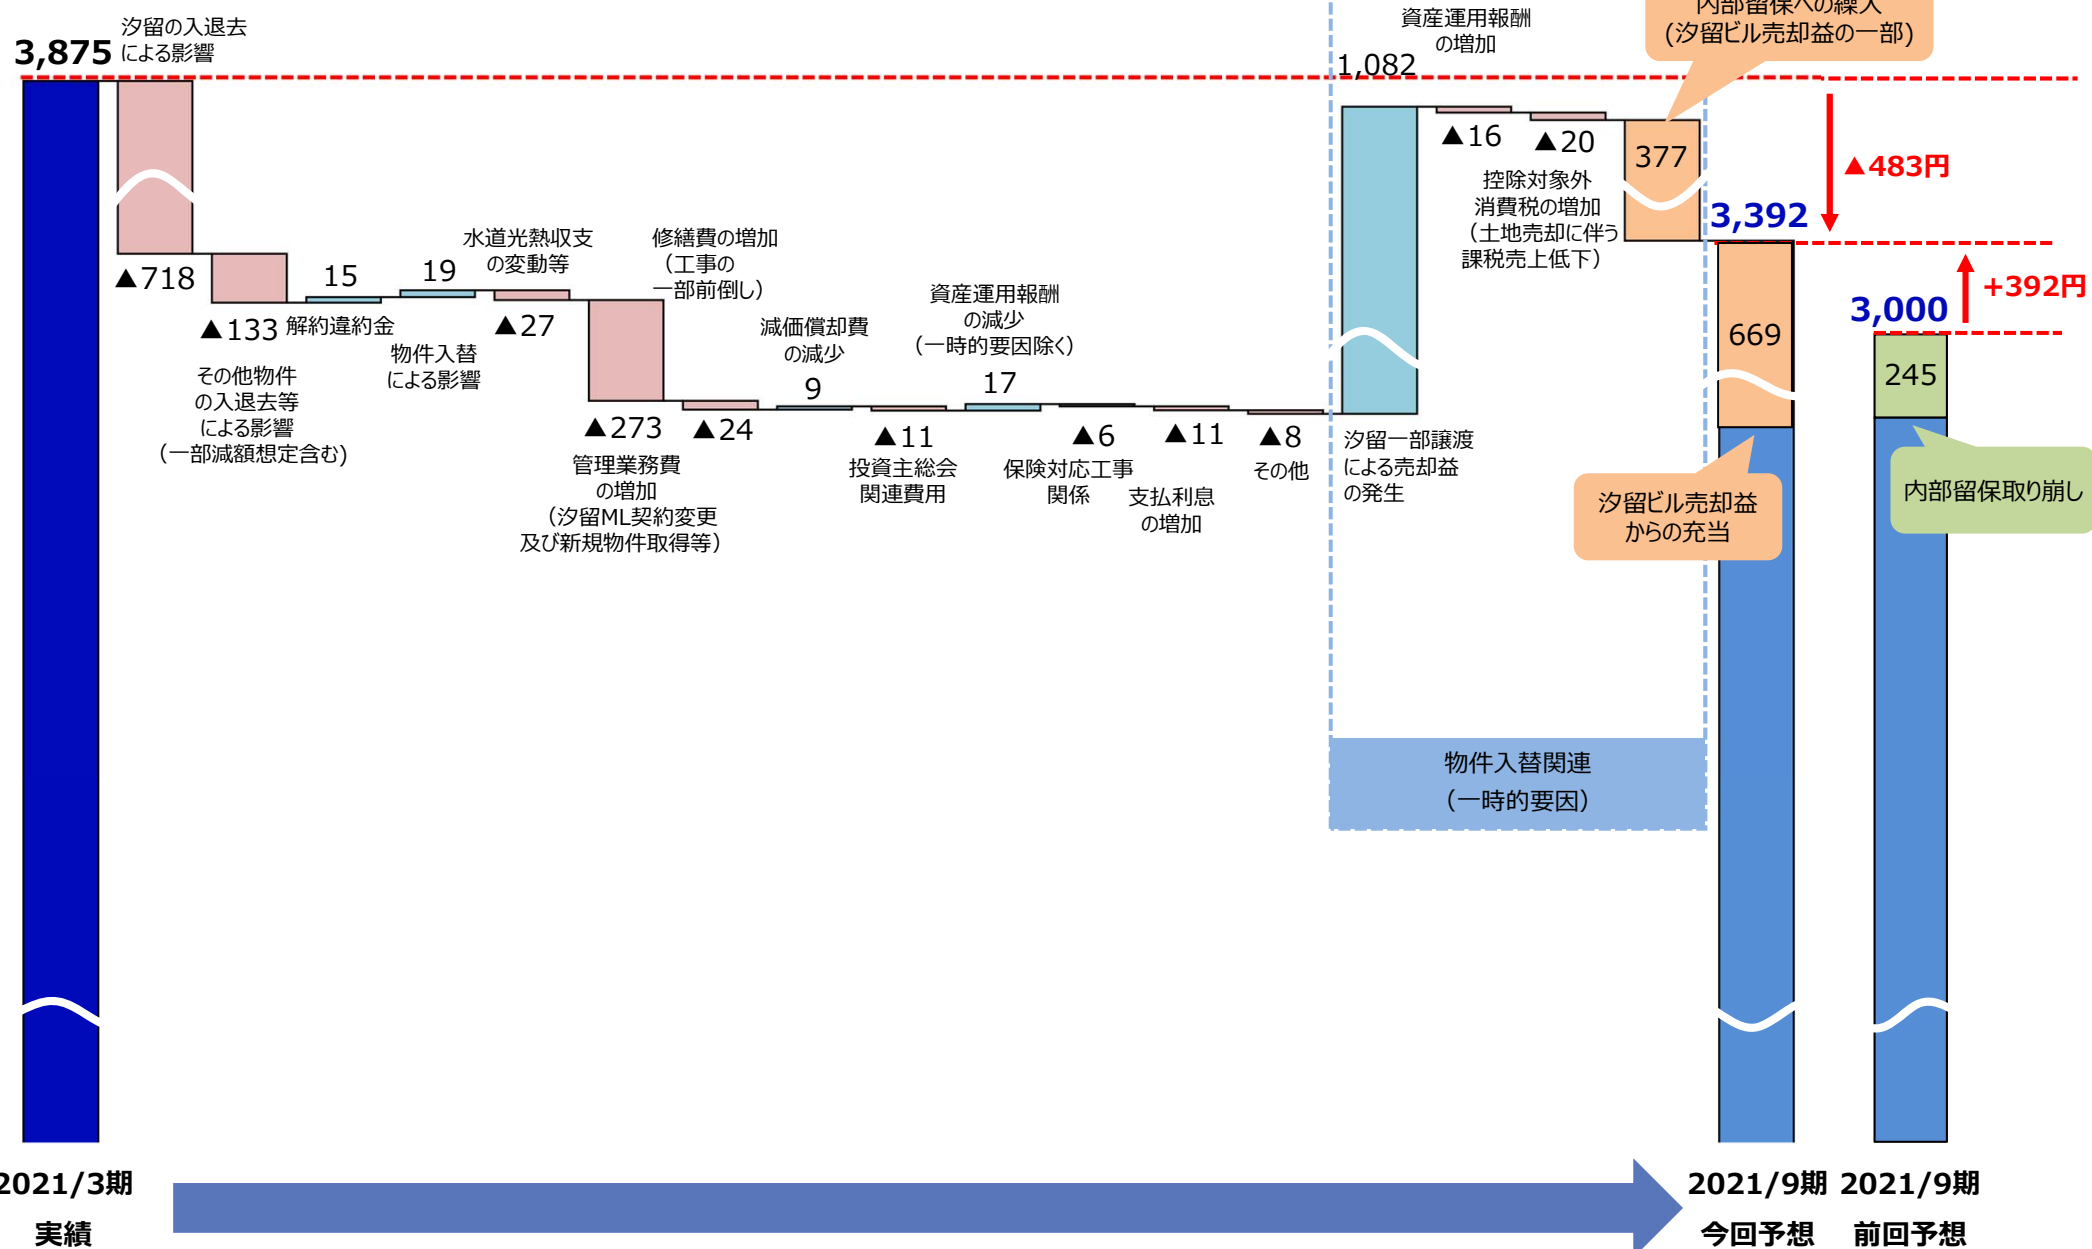 3,875
汐留の入退去
による影響
▲718
▲133
その他物件
の入退去等
による影響
（一部減額想定含む)
15
解約違約金
19
物件入替
による影響
水道光熱収支
の変動等
▲27
修繕費の増加
（工事の
一部前倒し）
▲273
管理業務費
の増加
（汐留ML契約変更
及び新規物件取得等）
▲24
減価償却費
の減少
9
▲11
投資主総会
関連費用
資産運用報酬
の減少
（一時的要因除く）
17
▲6
保険対応工事
関係
▲11
支払利息
の増加
▲8
その他
1,082
汐留一部譲渡
による売却益
の発生
資産運用報酬
の増加
▲16
▲20
控除対象外
消費税の増加
（土地売却に伴う
課税売上低下）
内部留保への繰入
(汐留ビル売却益の一部)
377
物件入替関連
（一時的要因）
▲483円
3,392
669
汐留ビル売却益
からの充当
+392円
3,000
245
内部留保取り崩し
2021/3期
実績
2021/9期
今回予想
2021/9期
前回予想